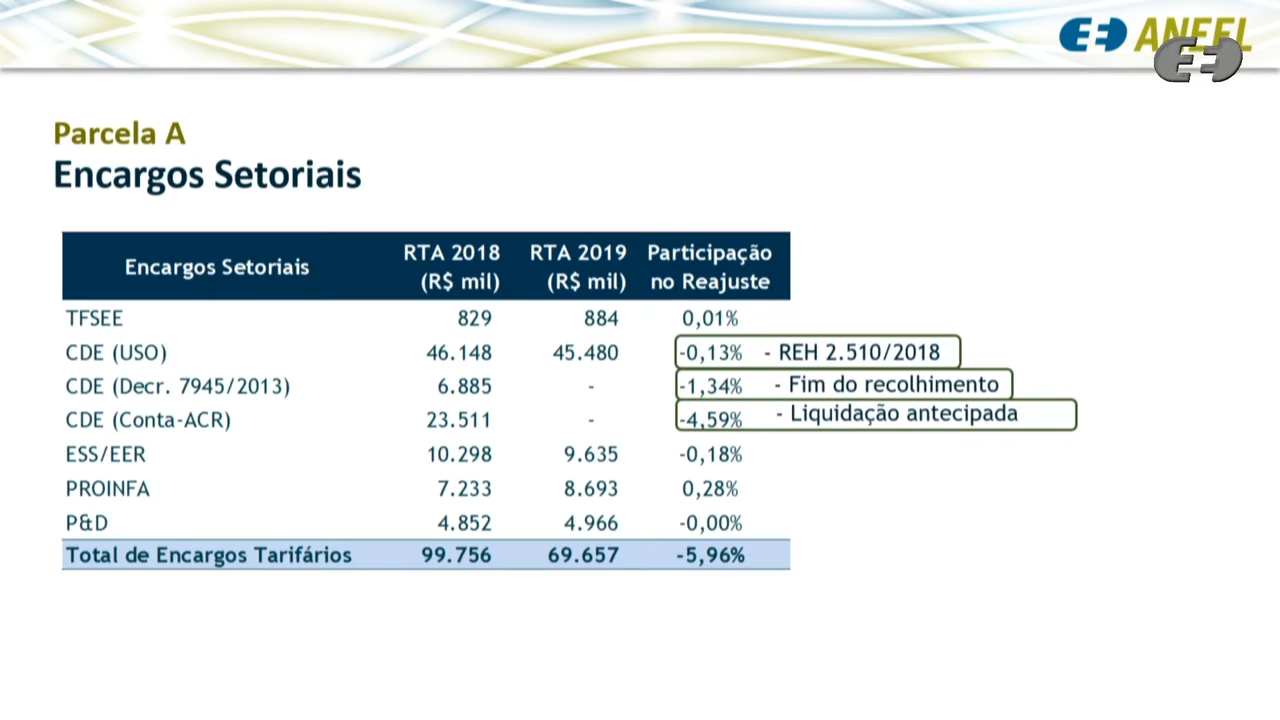 ANEEL
Parcela A
Encargos Setoriais
Encargos Setoriais RTA 2018 (R$ mil) RTA 2019 (R$ mil) Participação no Reajuste
TFSEE 829 884 0,01%
CDE (USO) 46.148 45.480 -0,13% - REH 2.510/2018
CDE (Decr. 7945/2013) 6.885 - -1,34% - Fim do recolhimento
CDE (Conta-ACR) 23.511 - -4,59% - Liquidação antecipada
ESS/EER 10.298 9.635 -0,18%
PROINFA 7.233 8.693 0,28%
P&D 4.852 4.966 -0,00%
Total de Encargos Tarifários 99.756 69.657 -5,96%